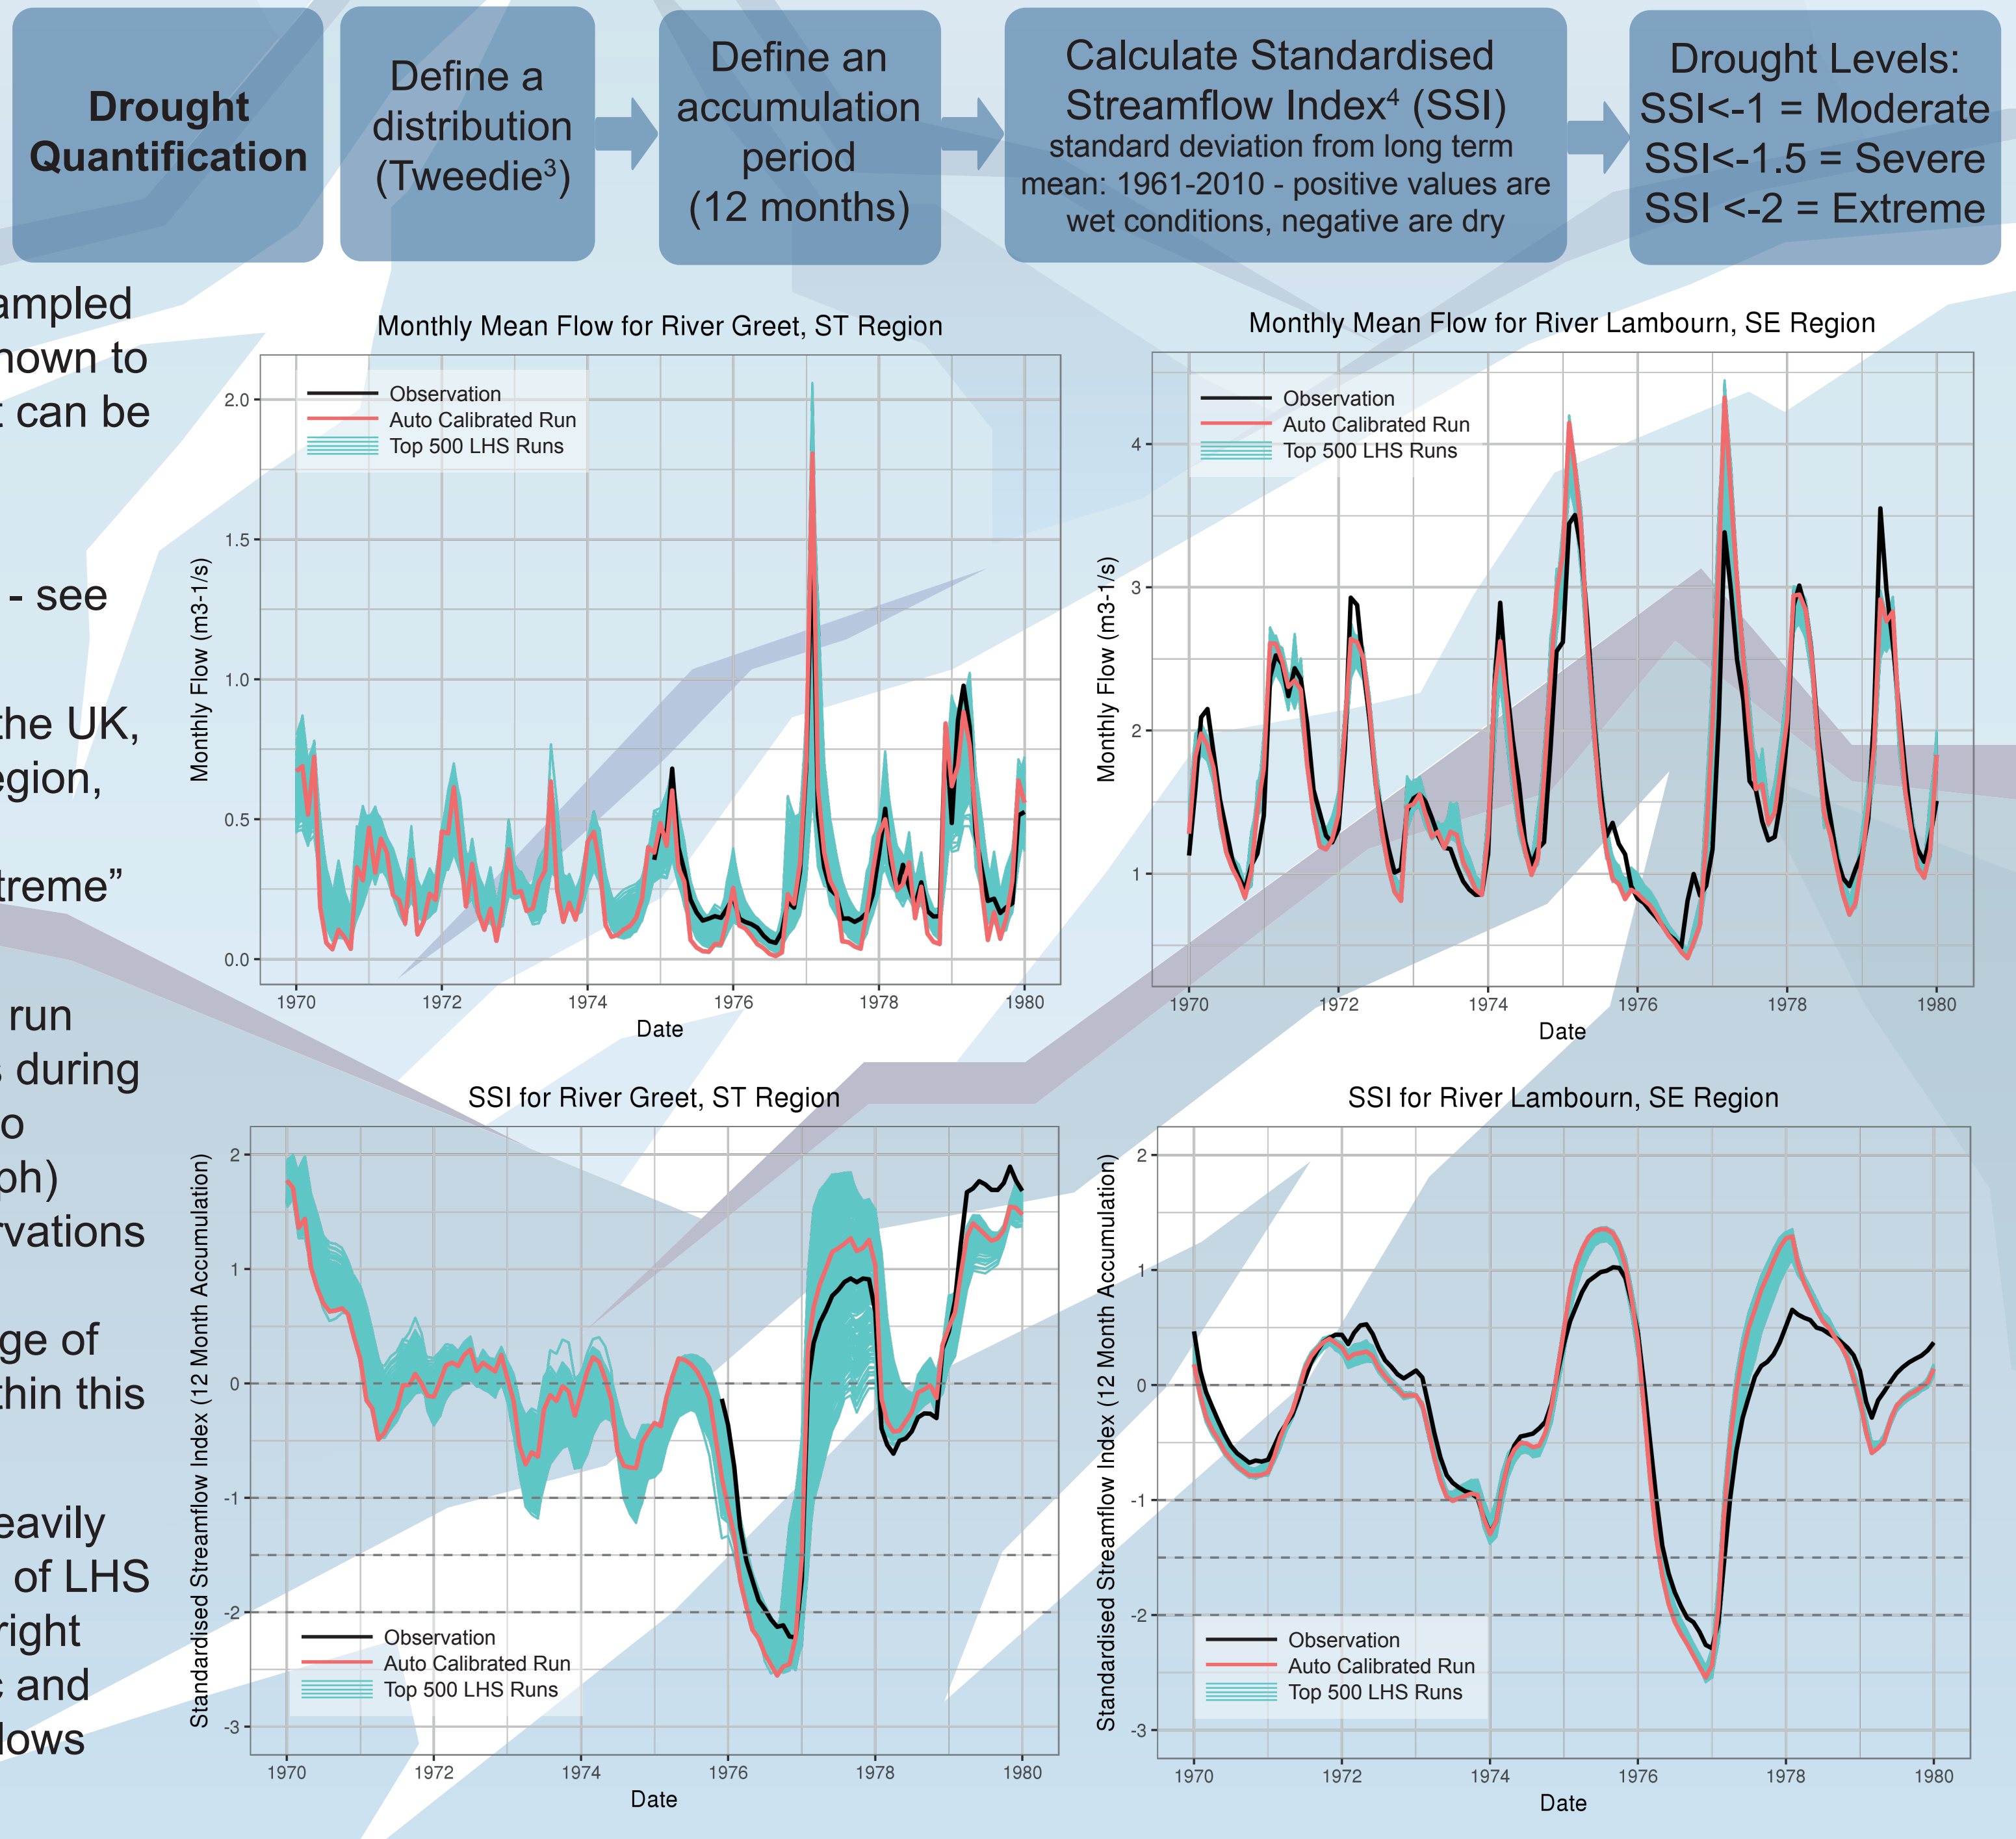 Drought
Quantification
Define a
distribution
(Tweedie³)
Define an
accumulation
period
(12 months)
Calculate Standardised
Streamflow Index⁴ (SSI)
standard deviation from long term
mean: 1961-2010 - positive values are
wet conditions, negative are dry
Drought Levels:
SSI<-1 = Moderate
SSI<-1.5 = Severe
SSI <-2 = Extreme
ampled
hown to
t can be
- see
the UK,
egion,
treme”
run
s during
o
ph)
rvations
ge of
thin this
eavily
of LHS
right
c and
lows
Monthly Mean Flow for River Greet, ST Region
Observation
Auto Calibrated Run
Top 500 LHS Runs
Monthly Flow (m3-1/s)
2.0
1.5
1.0
0.5
0.0
1970 1972 1974 1976 1978 1980
Date
Monthly Mean Flow for River Lambourn, SE Region
Observation
Auto Calibrated Run
Top 500 LHS Runs
Monthly Flow (m3-1/s)
4
3
2
1
1970 1972 1974 1976 1978 1980
Date
SSI for River Greet, ST Region
Standardised Streamflow Index (12 Month Accumulation)
2
1
0
-1
-2
-3
Observation
Auto Calibrated Run
Top 500 LHS Runs
1970 1972 1974 1976 1978 1980
Date
SSI for River Lambourn, SE Region
Standardised Streamflow Index (12 Month Accumulation)
2
1
0
-1
-2
-3
Observation
Auto Calibrated Run
Top 500 LHS Runs
1970 1972 1974 1976 1978 1980
Date